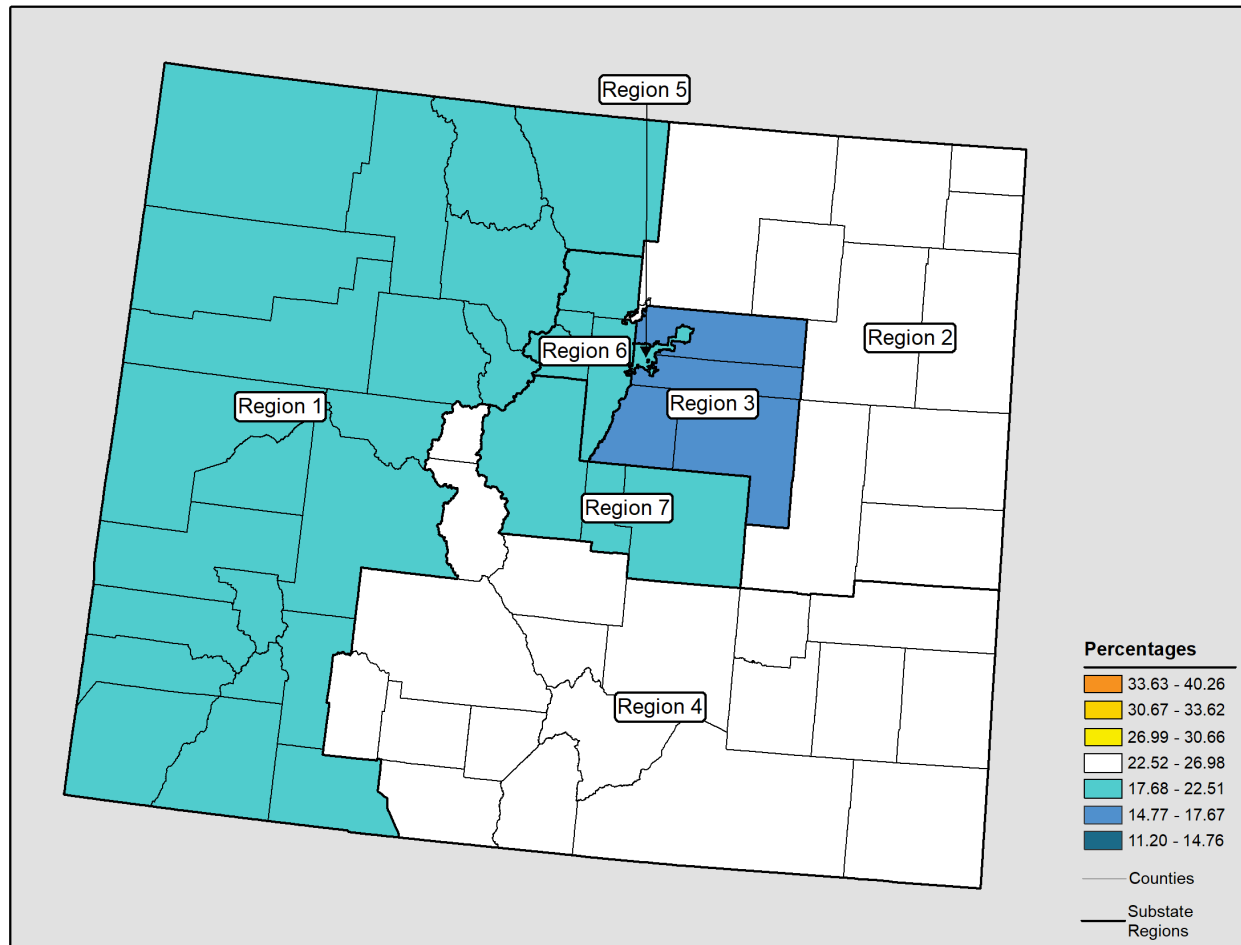 Region 5
Region 2
Region 6
Region 3
Region 1
Region 7
Region 4
Percentages
33.63 - 40.26
30.67 - 33.62
26.99 - 30.66
22.52 - 26.98
17.68 - 22.51
14.77 - 17.67
11.20 - 14.76
Counties
Substate
Regions